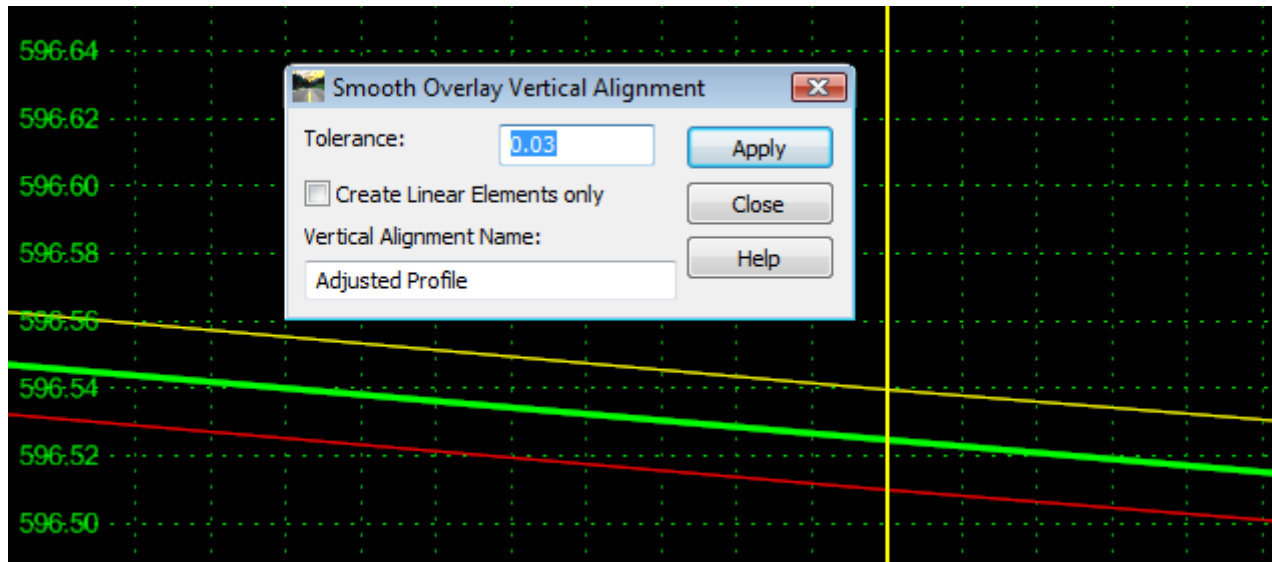 596.64
Smooth Overlay Vertical Alignment
596.62
Tolerance:
0.03
Apply
596.60
Create Linear Elements only
Close
Vertical Alignment Name:
596.58
Help
Adjusted Profile
596.56
596.54
596.52
596.50